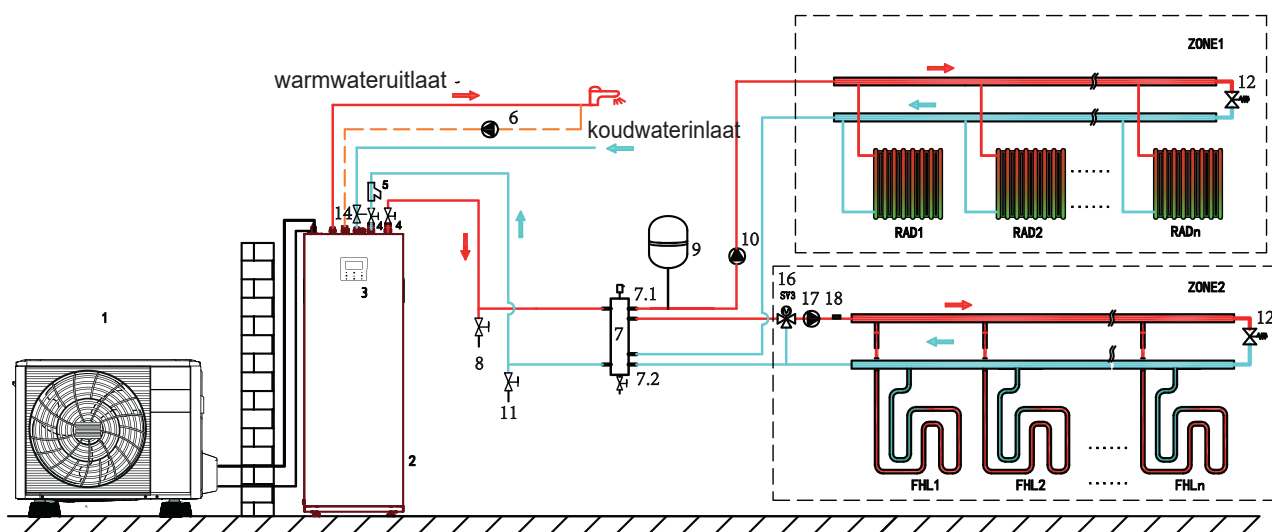 ZONE1
warmwateruitlaat -
12
6
koudwaterinlaat
5
14
4
4
RAD1
RAD2
......
RADn
9
10
3
16
SV3
17
18
ZONE2
7.1
1
7
12
8
7.2
11
2
FHL1
FHL2
......
......
FHLn